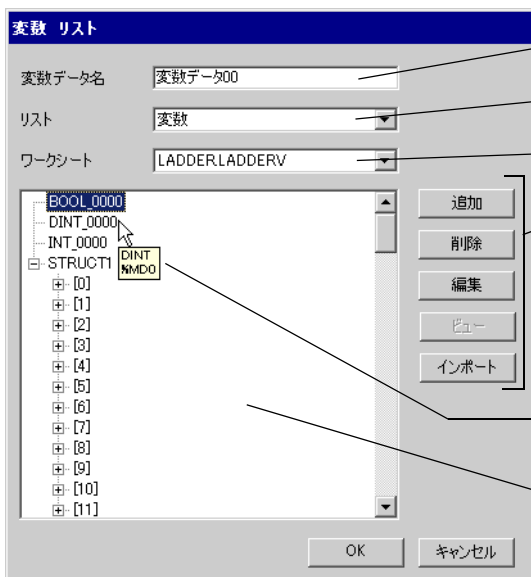 変数 リスト
変数データ名 変数データ00
リスト 変数
ワークシート LADDER.LADDERV
BOOL_0000
DINT_0000
INT_0000
DINT
%MD0
STRUCT1
[0]
[1]
[2]
[3]
[4]
[5]
[6]
[7]
[8]
[9]
[10]
[11]
追加
削除
編集
ビュー
インポート
OK キャンセル